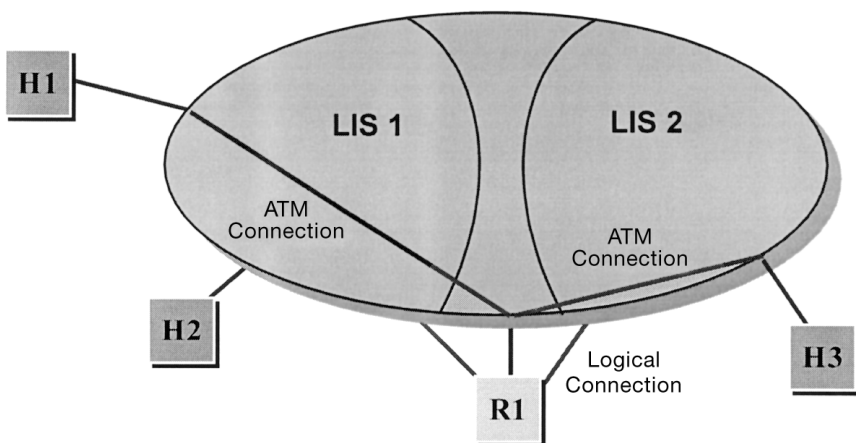 H1
LIS 1
LIS 2
ATM
Connection
ATM
Connection
H2
Logical
Connection
H3
R1